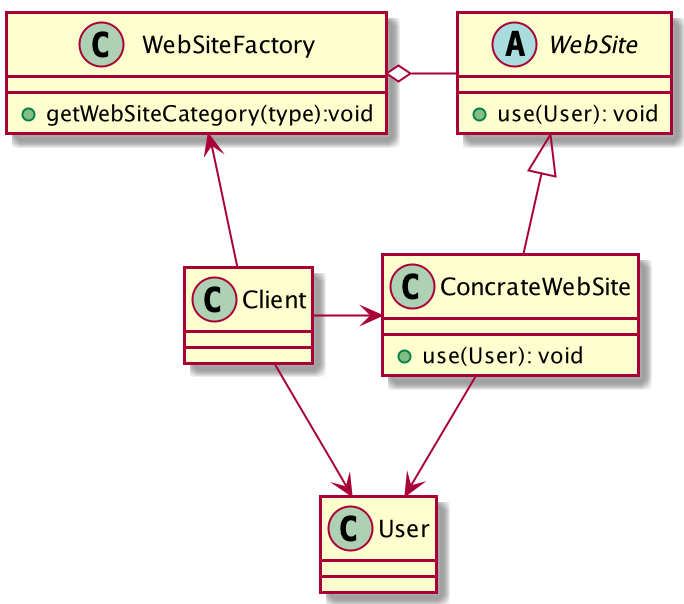 C WebSiteFactory
getWebSiteCategory(type):void
A WebSite
use(User): void
C Client
C ConcrateWebSite
use(User): void
C User